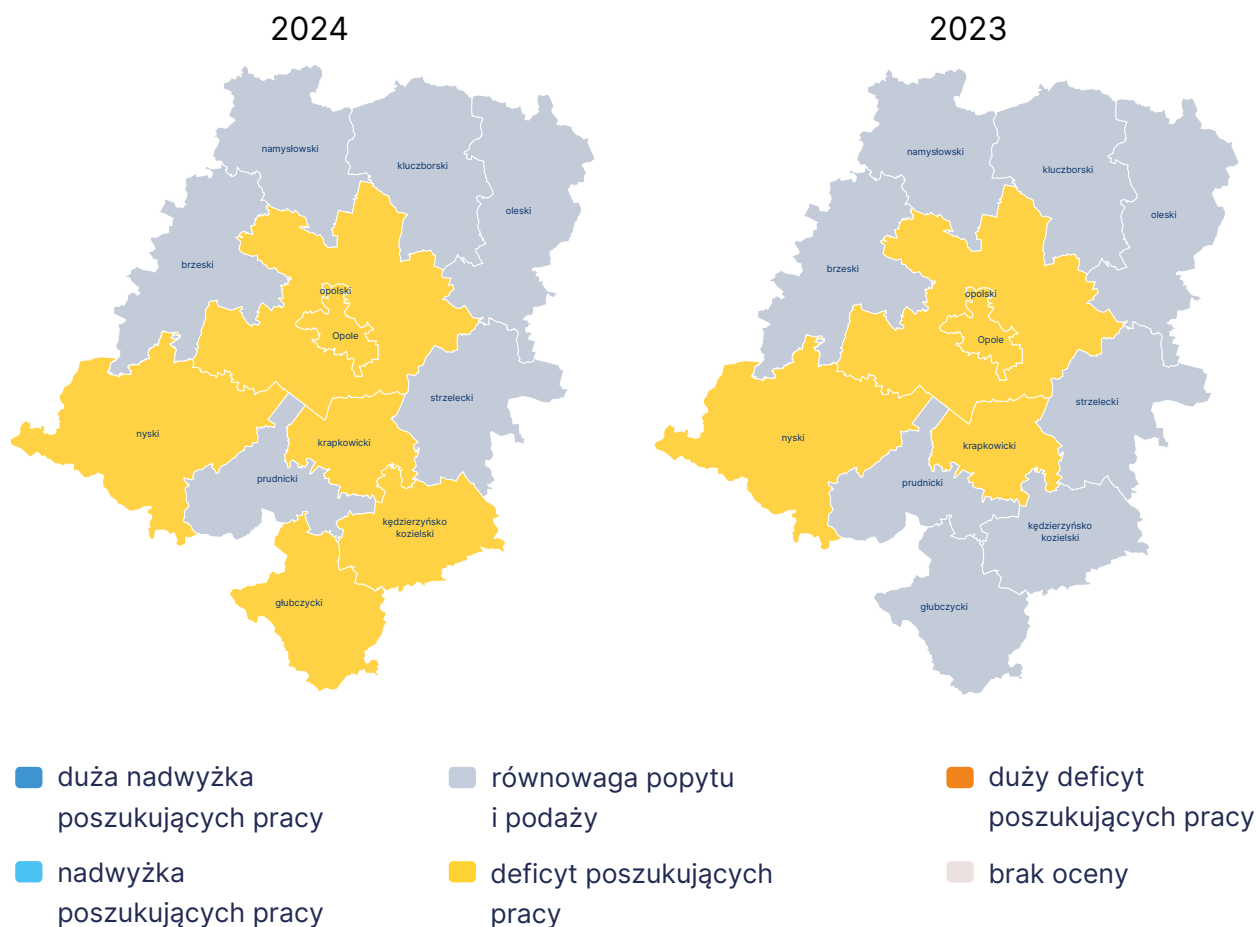 2024
2023
namysłowski
kluczborski
oleski
brzeski
opolski
Opole
strzelecki
nyski
krapkowicki
prudnicki
kędzierzyńsko
kozielski
głubczycki
namysłowski
kluczborski
oleski
brzeski
opolski
Opole
strzelecki
nyski
krapkowicki
prudnicki
kędzierzyńsko
kozielski
głubczycki
duża nadwyżka
poszukujących pracy
nadwyżka
poszukujących pracy
równowaga popytu
i podaży
deficyt poszukujących
pracy
duży deficyt
poszukujących pracy
brak oceny